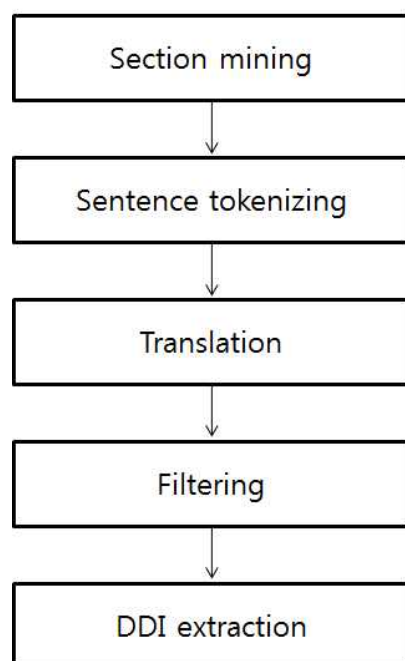 Section mining
Sentence tokenizing
Translation
Filtering
DDI extraction